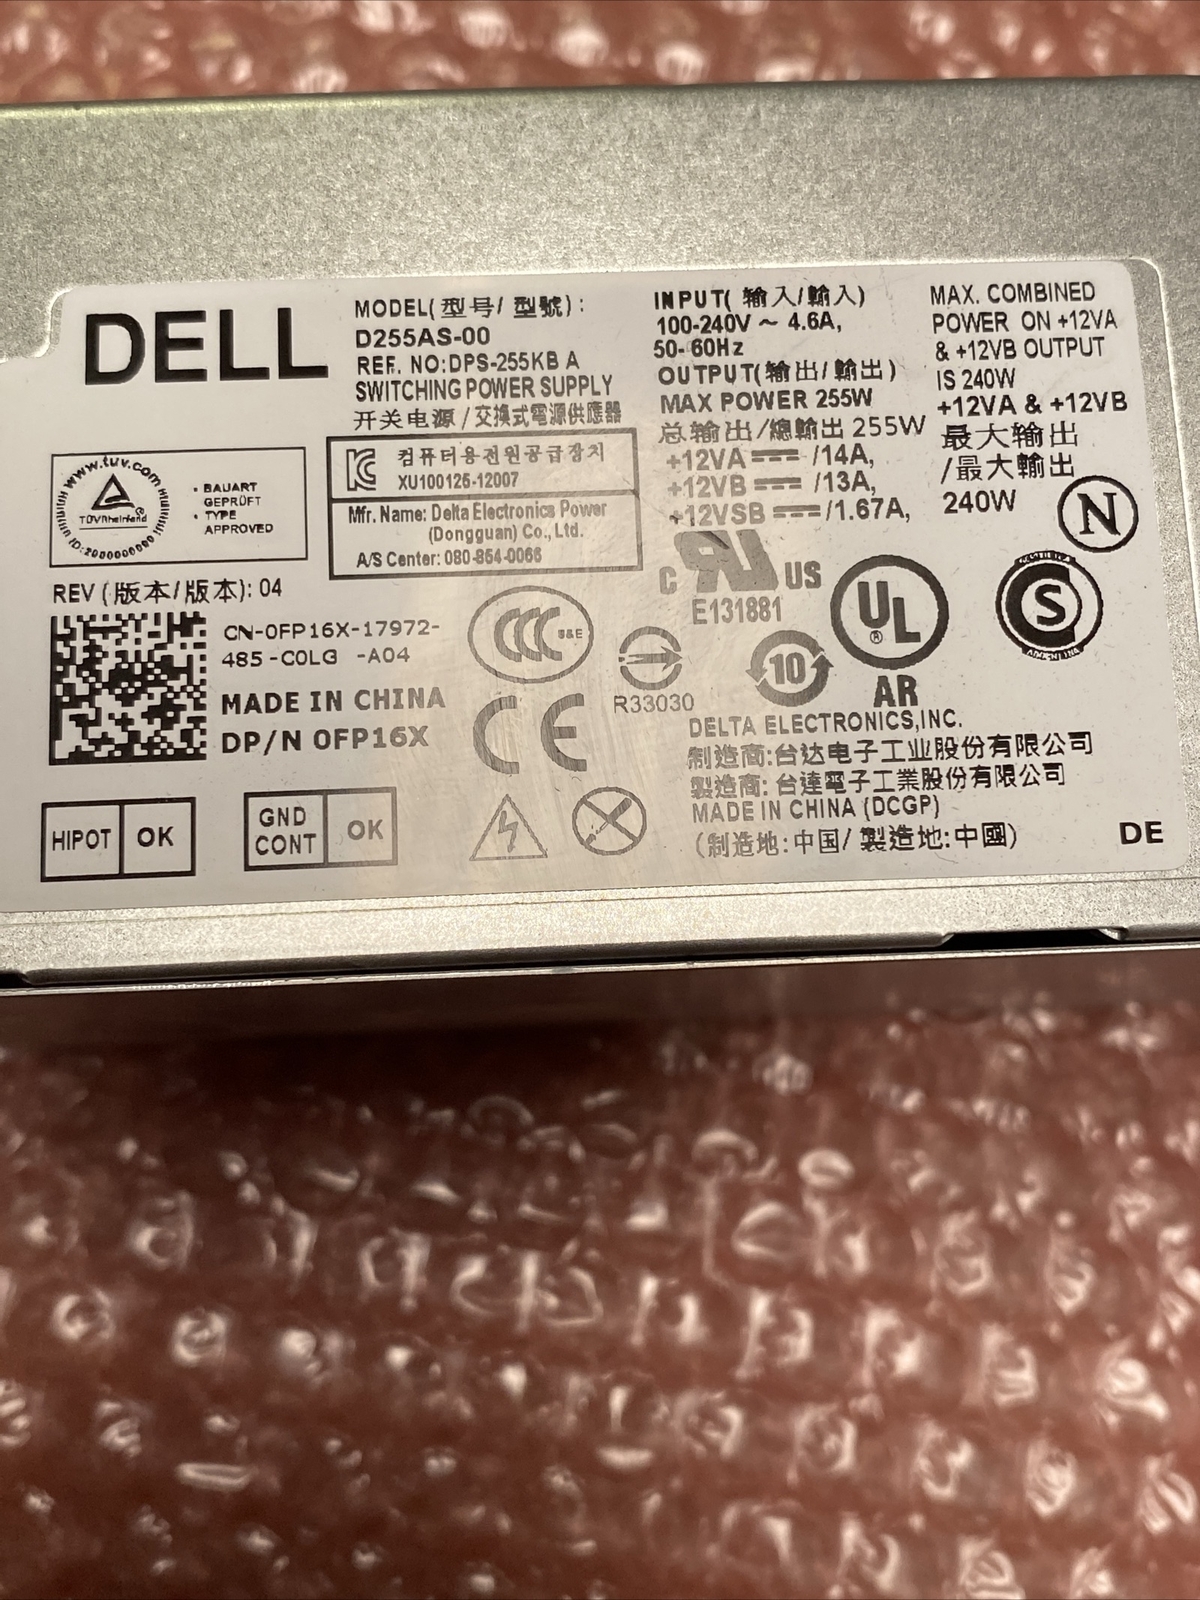 DELL
MODEL(型号/ 型號):
D255AS-00
REF. NO:DPS-255KB A
SWITCHING POWER SUPPLY
开关电源/交換式電源供應器
www.tuv.com
TÜVRheinland®
ID:2000000000
• BAUART
GEPRÜFT
• TYPE
APPROVED
컴퓨터용전원공급장치
XU100126-12007
Mfr. Name: Delta Electronics Power
(Dongguan) Co., Ltd.
A/S Center: 080-854-0066
REV (版本/版本): 04
CN-0FP16X-17972-
485-C0LG -A04
MADE IN CHINA
DP/N 0FP16X
HIPOT OK
GND
CONT OK
INPUT( 输入/輸入)
100-240V ~ 4.6A,
50-60Hz
OUTPUT(输出/輸出)
MAX POWER 255W
总输出/總輸出 255W
+12VA ⎓ /14A,
+12VB ⎓ /13A,
+12VSB ⎓ /1.67A,
MAX. COMBINED
POWER ON +12VA
& +12VB OUTPUT
IS 240W
+12VA & +12VB
最大输出
/最大輸出
240W
N
C US
E131881
UL
®
AR
S
CCC S&E
R33030
10
CE
DELTA ELECTRONICS,INC.
制造商:台达电子工业股份有限公司
製造商: 台達電子工業股份有限公司
MADE IN CHINA (DCGP)
(制造地:中国/ 製造地:中國)
DE